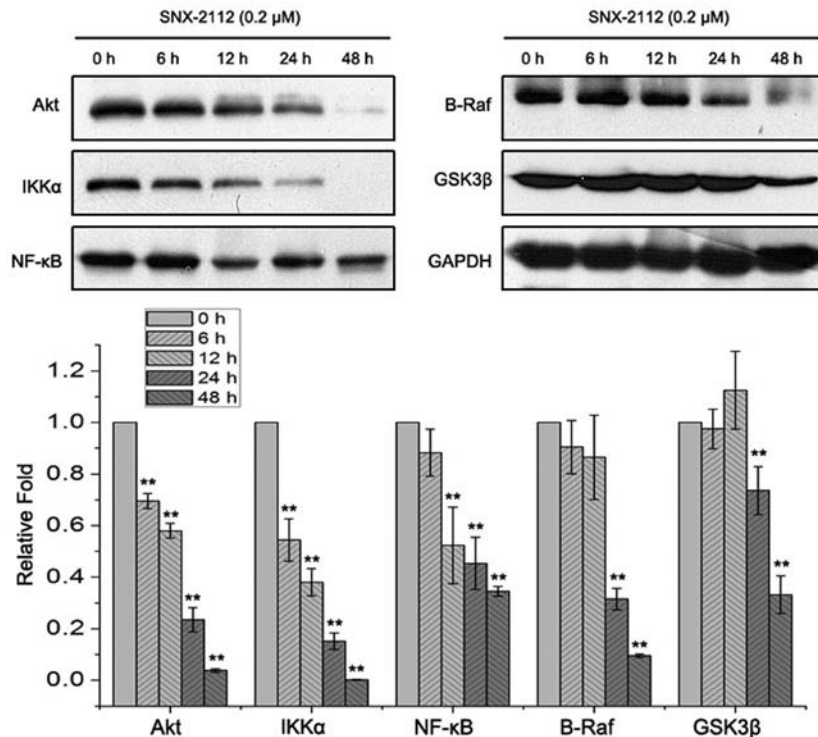 SNX-2112 (0.2 µM)
0 h 6 h 12 h 24 h 48 h
Akt
IKKα
NF-κB
SNX-2112 (0.2 µM)
0 h 6 h 12 h 24 h 48 h
B-Raf
GSK3β
GAPDH
0 h
6 h
12 h
24 h
48 h
Relative Fold
1.2
1.0
0.8
0.6
0.4
0.2
0.0
** ** ** **
** ** ** **
** ** **
** **
** **
Akt IKKα NF-κB B-Raf GSK3β